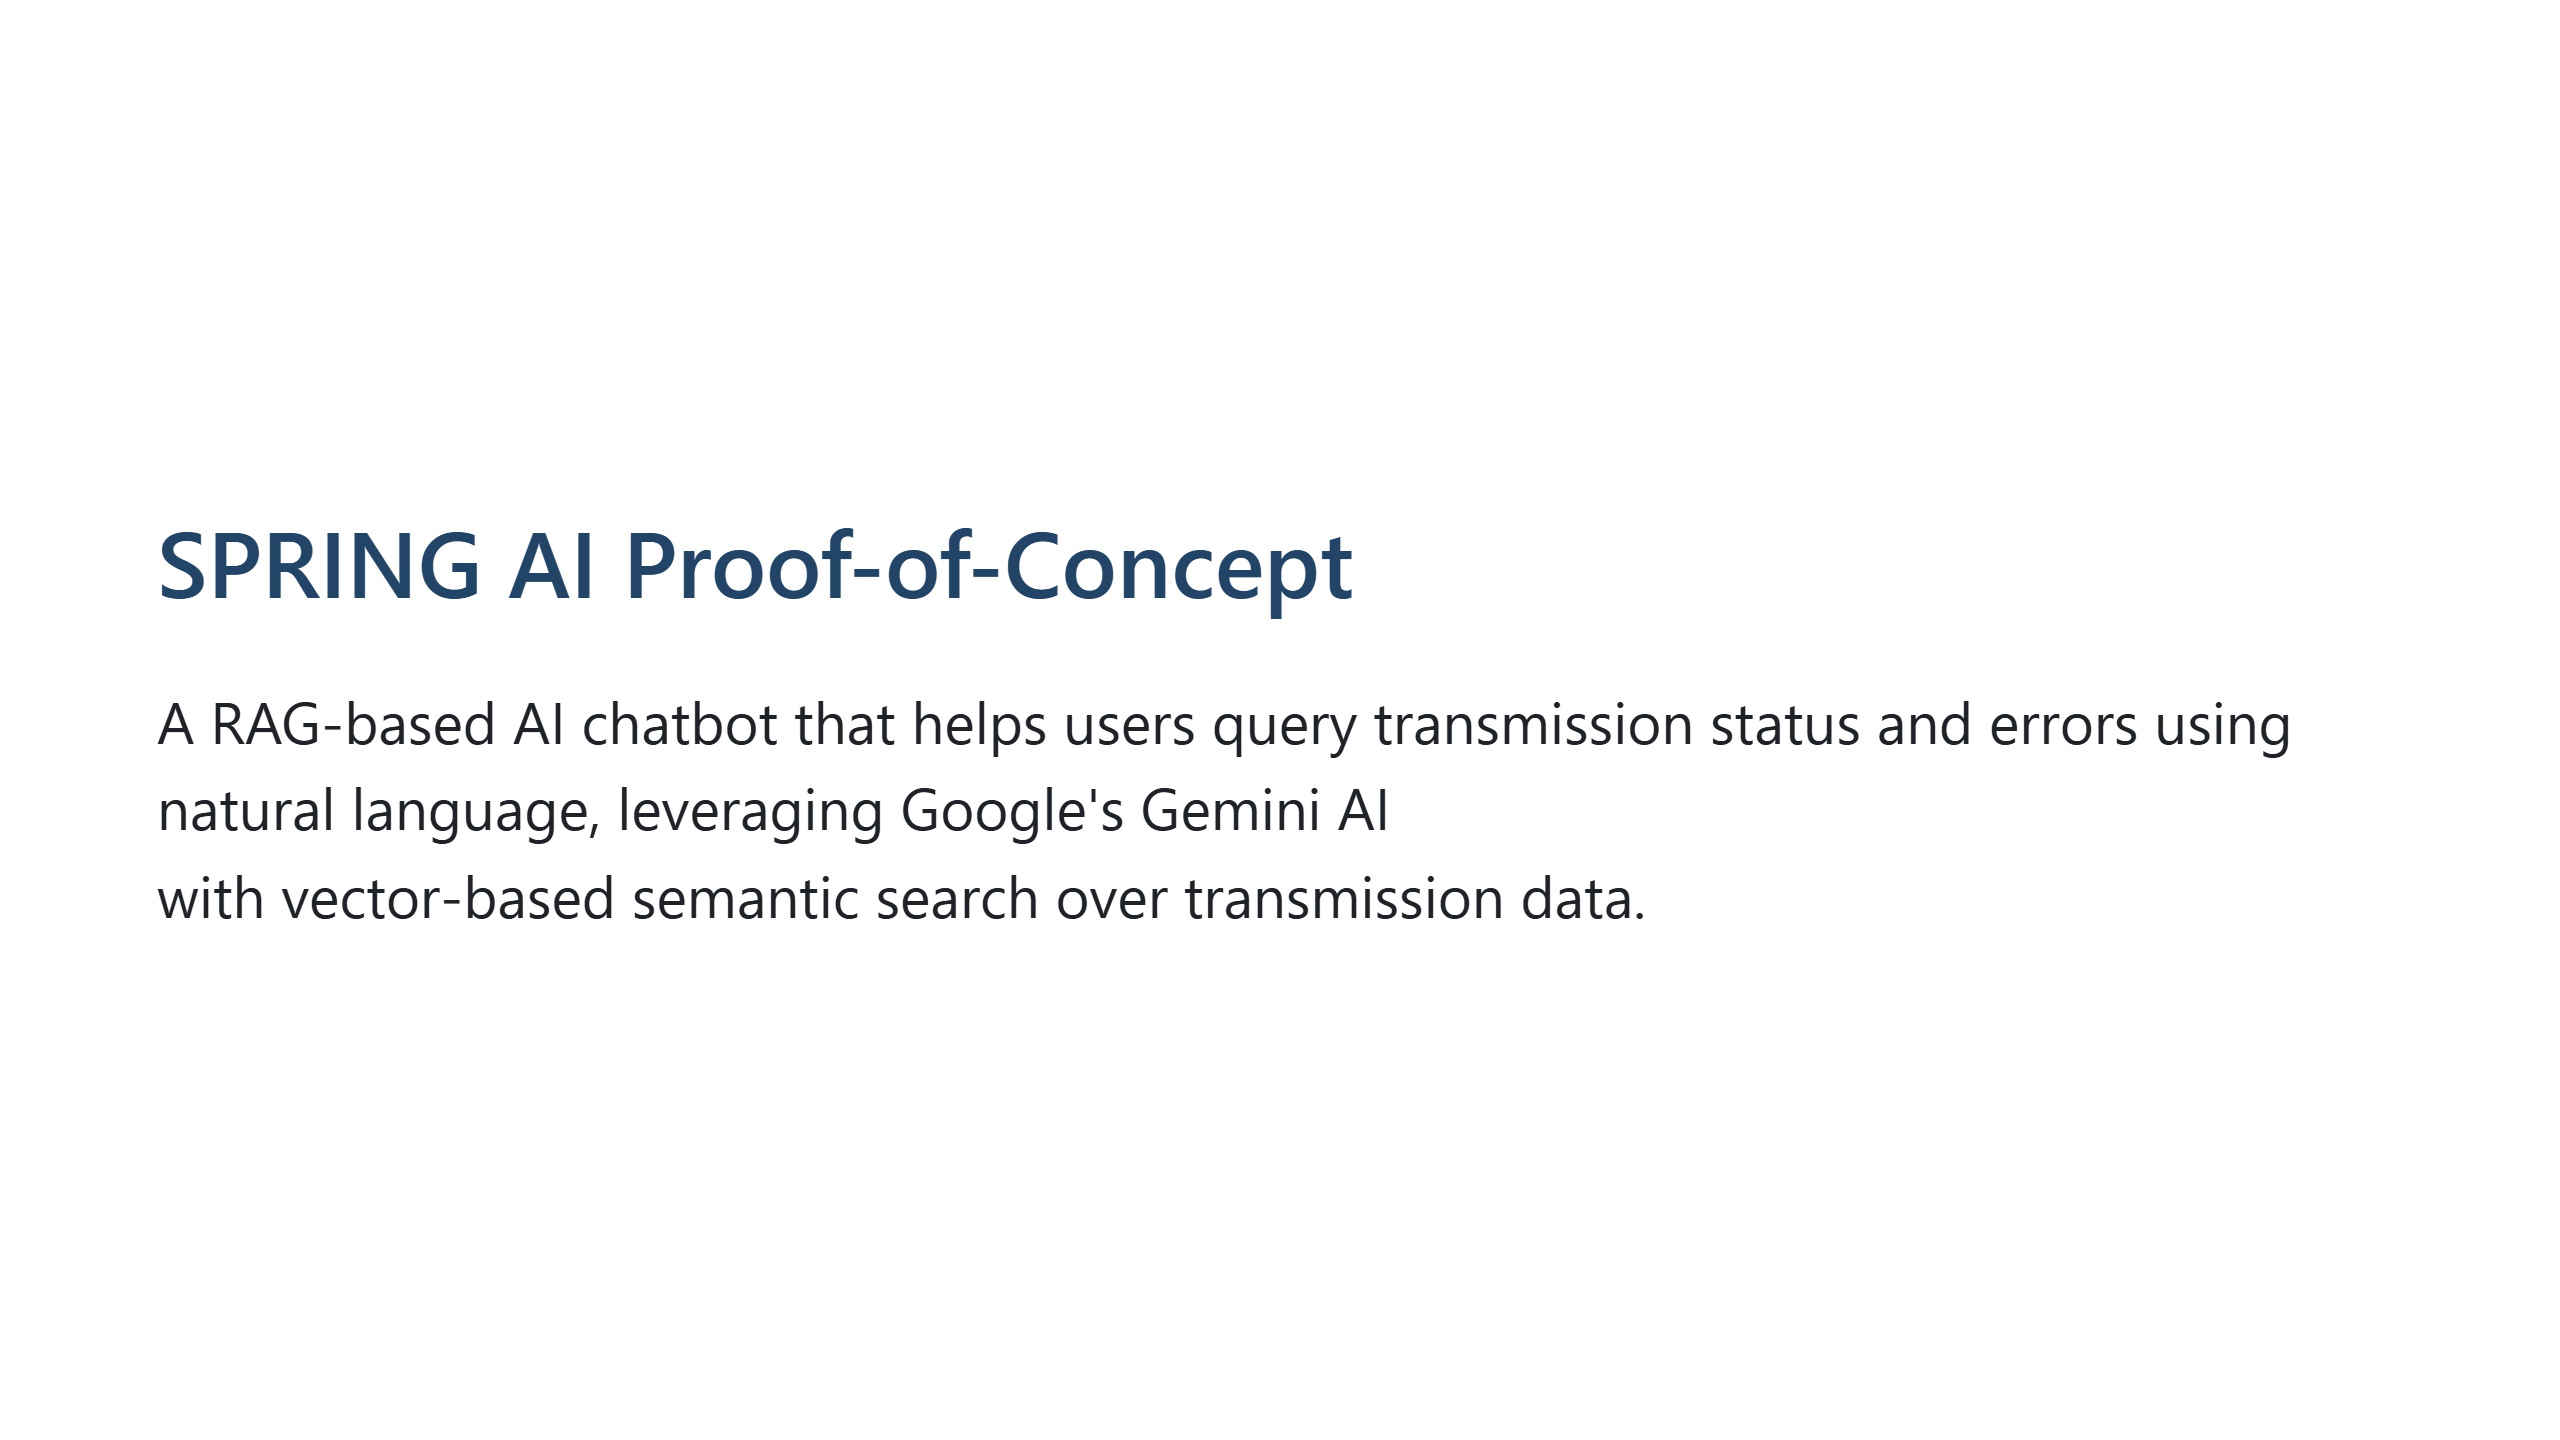 SPRING AI Proof-of-Concept
A RAG-based AI chatbot that helps users query transmission status and errors using
natural language, leveraging Google's Gemini AI
with vector-based semantic search over transmission data.